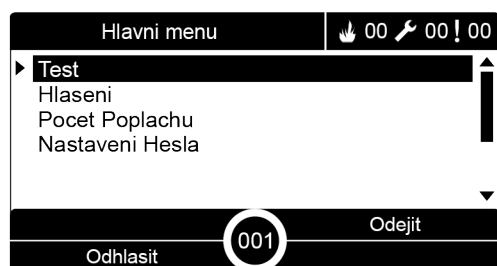 Hlavni menu 00 00 00
Test
Hlaseni
Pocet Poplachu
Nastaveni Hesla
Odejit
001
Odhlasit